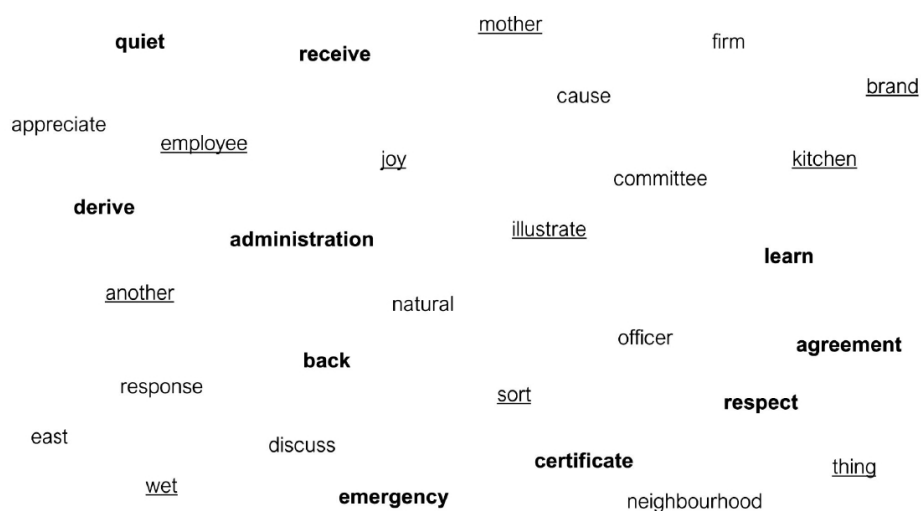 mother
quiet
firm
receive
brand
cause
appreciate
employee
joy
kitchen
committee
derive
illustrate
administration
learn
another
natural
officer
agreement
back
response
sort
respect
east
discuss
certificate
thing
wet
emergency
neighbourhood